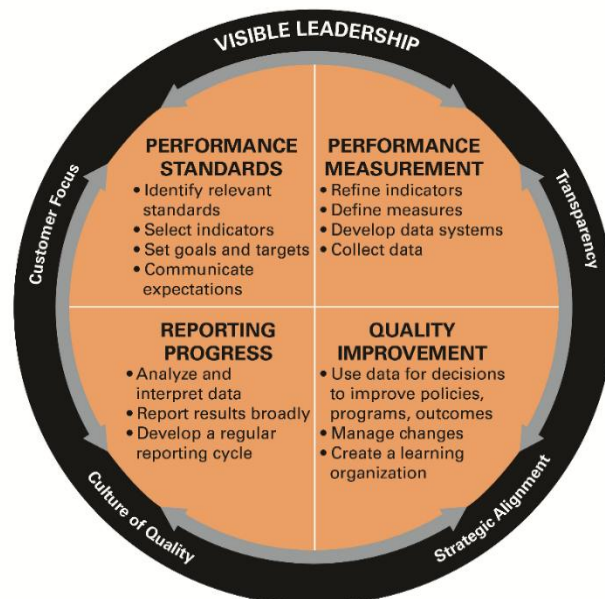 VISIBLE LEADERSHIP
PERFORMANCE
STANDARDS
• Identify relevant
standards
• Select indicators
• Set goals and targets
• Communicate
expectations
PERFORMANCE
MEASUREMENT
• Refine indicators
• Define measures
• Develop data systems
• Collect data
Customer Focus
Transparency
REPORTING
PROGRESS
• Analyze and
interpret data
• Report results broadly
• Develop a regular
reporting cycle
QUALITY
IMPROVEMENT
• Use data for decisions
to improve policies,
programs, outcomes
• Manage changes
• Create a learning
organization
Culture of Quality
Strategic Alignment